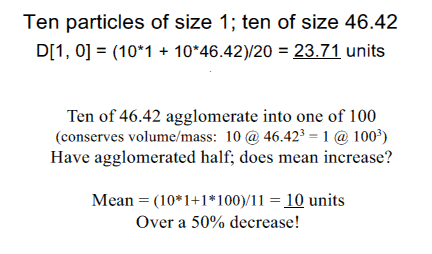 Ten particles of size 1; ten of size 46.42
D[1, 0] = (10*1 + 10*46.42)/20 = 23.71 units
Ten of 46.42 agglomerate into one of 100
(conserves volume/mass:  10 @ 46.42³ = 1 @ 100³)
Have agglomerated half; does mean increase?
Mean = (10*1+1*100)/11 = 10 units
Over a 50% decrease!